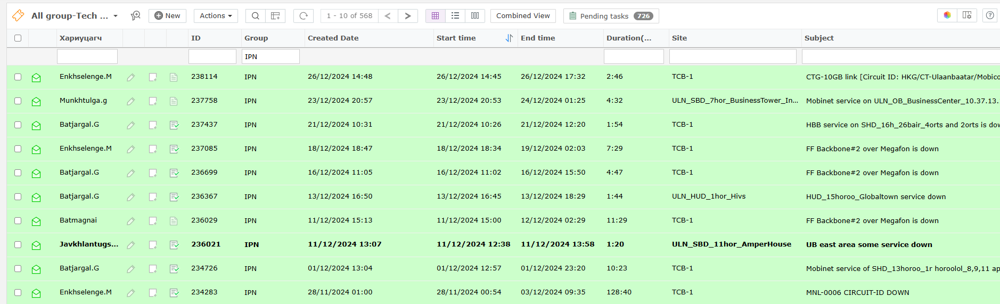 All group-Tech ... New Actions 1 - 10 of 568 Combined View Pending tasks 726
Хариуцагч ID Group Created Date Start time End time Duration(... Site Subject
IPN
Enkhselenge.M 238114 IPN 26/12/2024 14:48 26/12/2024 14:45 26/12/2024 17:32 2:46 TCB-1 CTG-10GB link [Circuit ID: HKG/CT-Ulaanbaatar/Mobico
Munkhtulga.g 237758 IPN 23/12/2024 20:57 23/12/2024 20:53 24/12/2024 01:25 4:32 ULN_SBD_7hor_BusinessTower_In... Mobinet service on ULN_OB_BusinessCenter_10.37.13.
Batjargal.G 237437 IPN 21/12/2024 10:31 21/12/2024 10:26 21/12/2024 12:20 1:54 TCB-1 HBB service on SHD_16h_26bair_4orts and 2orts is dow
Enkhselenge.M 237085 IPN 18/12/2024 18:47 18/12/2024 18:34 19/12/2024 02:03 7:29 TCB-1 FF Backbone#2 over Megafon is down
Batjargal.G 236699 IPN 16/12/2024 11:05 16/12/2024 11:02 16/12/2024 15:50 4:47 TCB-1 FF Backbone#2 over Megafon is down
Batjargal.G 236367 IPN 13/12/2024 16:50 13/12/2024 16:45 13/12/2024 18:29 1:44 ULN_HUD_1hor_Hivs HUD_15horoo_Globaltown service down
Batmagnai 236029 IPN 11/12/2024 15:13 11/12/2024 15:00 12/12/2024 02:29 11:29 TCB-1 FF Backbone#2 over Megafon is down
Javkhlantugs... 236021 IPN 11/12/2024 13:07 11/12/2024 12:38 11/12/2024 13:58 1:20 ULN_SBD_11hor_AmperHouse UB east area some service down
Batjargal.G 234726 IPN 01/12/2024 13:04 01/12/2024 12:57 01/12/2024 23:20 10:23 TCB-1 Mobinet service of SHD_13horoo_1r horoolol_8,9,11 ap
Enkhselenge.M 234283 IPN 28/11/2024 01:00 28/11/2024 00:54 03/12/2024 09:35 128:40 TCB-1 MNL-0006 CIRCUIT-ID DOWN